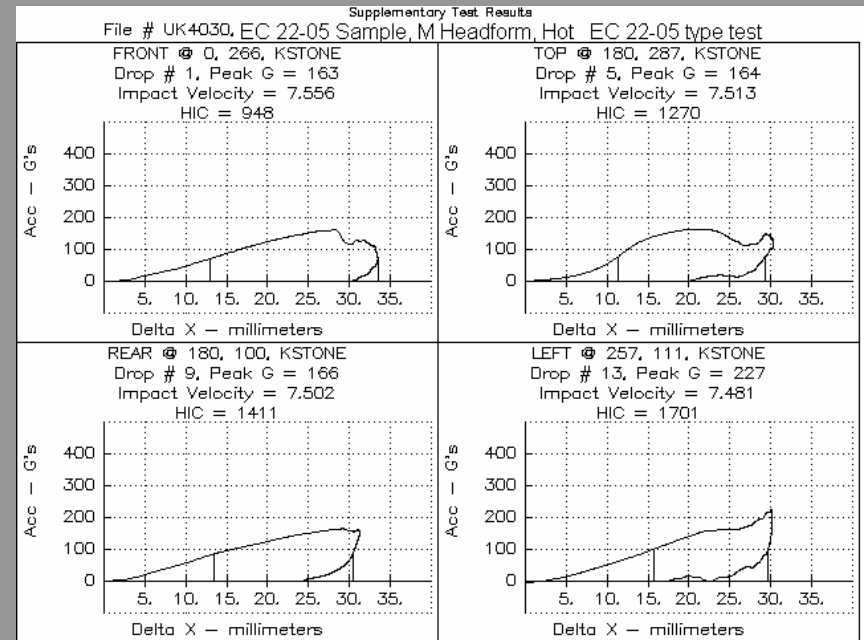 Supplementary Test Results
File # UK4030, EC 22-05 Sample, M Headform, Hot EC 22-05 type test
FRONT @ 0, 266, KSTONE
Drop # 1, Peak G = 163
Impact Velocity = 7.556
HIC = 948
Acc – G's
400
300
200
100
0
5. 10. 15. 20. 25. 30. 35.
Delta X – millimeters
TOP @ 180, 287, KSTONE
Drop # 5, Peak G = 164
Impact Velocity = 7.513
HIC = 1270
Acc – G's
400
300
200
100
0
5. 10. 15. 20. 25. 30. 35.
Delta X – millimeters
REAR @ 180, 100, KSTONE
Drop # 9, Peak G = 166
Impact Velocity = 7.502
HIC = 1411
Acc – G's
400
300
200
100
0
5. 10. 15. 20. 25. 30. 35.
Delta X – millimeters
LEFT @ 257, 111, KSTONE
Drop # 13, Peak G = 227
Impact Velocity = 7.481
HIC = 1701
Acc – G's
400
300
200
100
0
5. 10. 15. 20. 25. 30. 35.
Delta X – millimeters